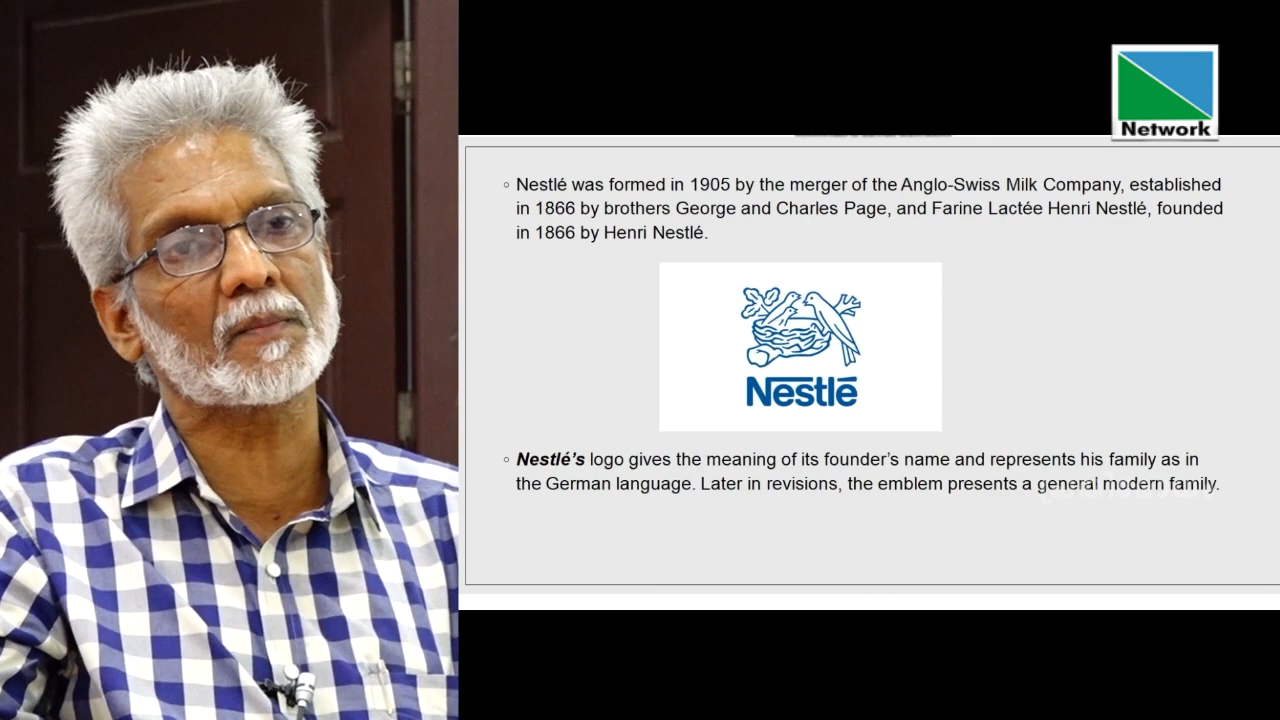 Network
◦ Nestlé was formed in 1905 by the merger of the Anglo-Swiss Milk Company, established
in 1866 by brothers George and Charles Page, and Farine Lactée Henri Nestlé, founded
in 1866 by Henri Nestlé.
Nestlé
◦ Nestlé’s logo gives the meaning of its founder’s name and represents his family as in
the German language. Later in revisions, the emblem presents a general modern family.